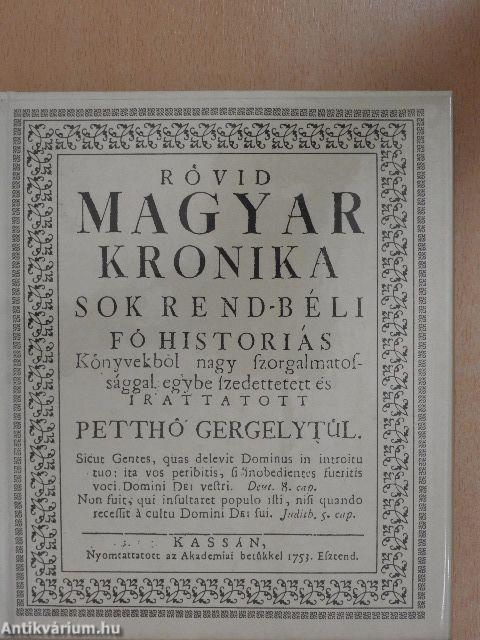 RÖVID
MAGYAR
KRONIKA
SOK REND-BÉLI
FŐ HISTORIÁS
Kőnyvekből nagy szorgalmatoſ-
sággal egybe ſzedettetett és
IRATTATOTT
PETTHŐ GERGELYTÚL.
Sicut Gentes, quas delevit Dominus in introitu
tuo: ita vos peribitis, ſi inobedientes fueritis
voci Domini DEI veſtri. Deut. 8. cap.
Non fuit, qui inſultaret populo iſti, niſi quando
receſſit à cultu Domini DEI ſui. Judith. 5. cap.
KASSÁN,
Nyomtattatott az Akademiai betűkkel 1753. Eſztend.
Antikvárium.hu